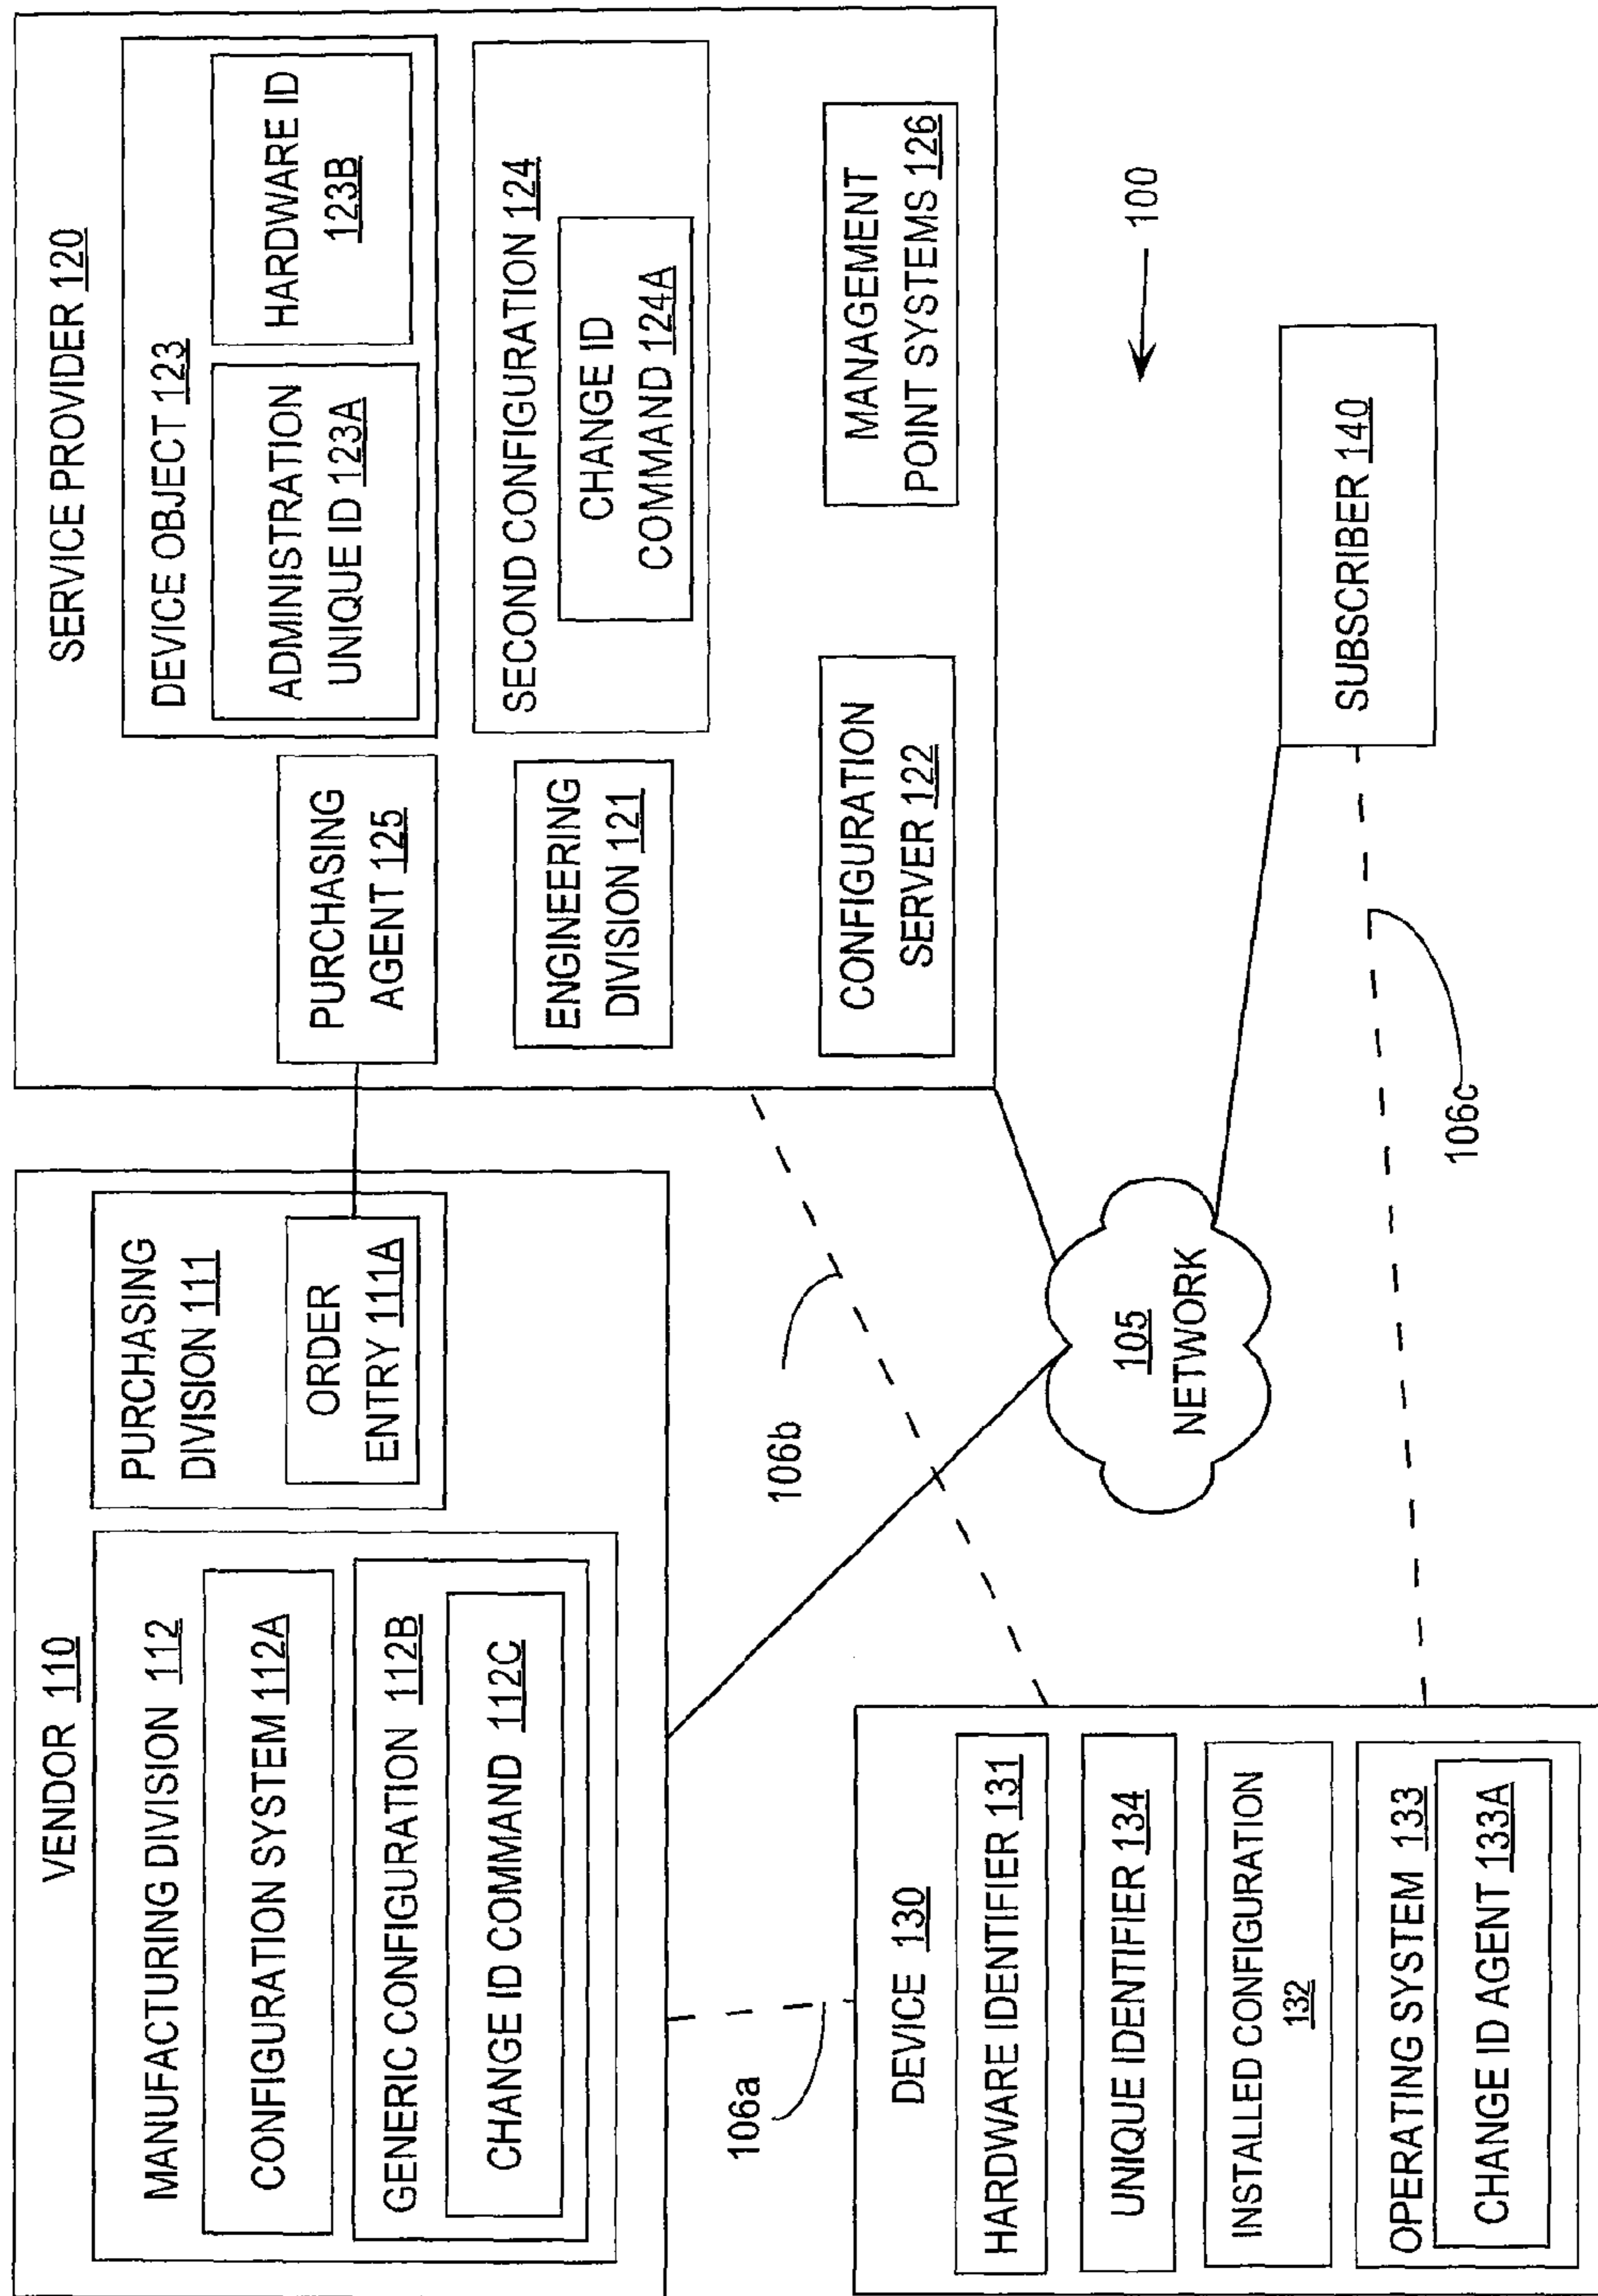 VENDOR 110
MANUFACTURING DIVISION 112
CONFIGURATION SYSTEM 112A
GENERIC CONFIGURATION 112B
CHANGE ID COMMAND 112C
PURCHASING
DIVISION 111
ORDER
ENTRY 111A
SERVICE PROVIDER 120
PURCHASING
AGENT 125
DEVICE OBJECT 123
ADMINISTRATION
UNIQUE ID 123A
HARDWARE ID
123B
ENGINEERING
DIVISION 121
SECOND CONFIGURATION 124
CHANGE ID
COMMAND 124A
CONFIGURATION
SERVER 122
MANAGEMENT
POINT SYSTEMS 126
106a
106b
DEVICE 130
HARDWARE IDENTIFIER 131
UNIQUE IDENTIFIER 134
INSTALLED CONFIGURATION
132
OPERATING SYSTEM 133
CHANGE ID AGENT 133A
105
NETWORK
106c
100
SUBSCRIBER 140